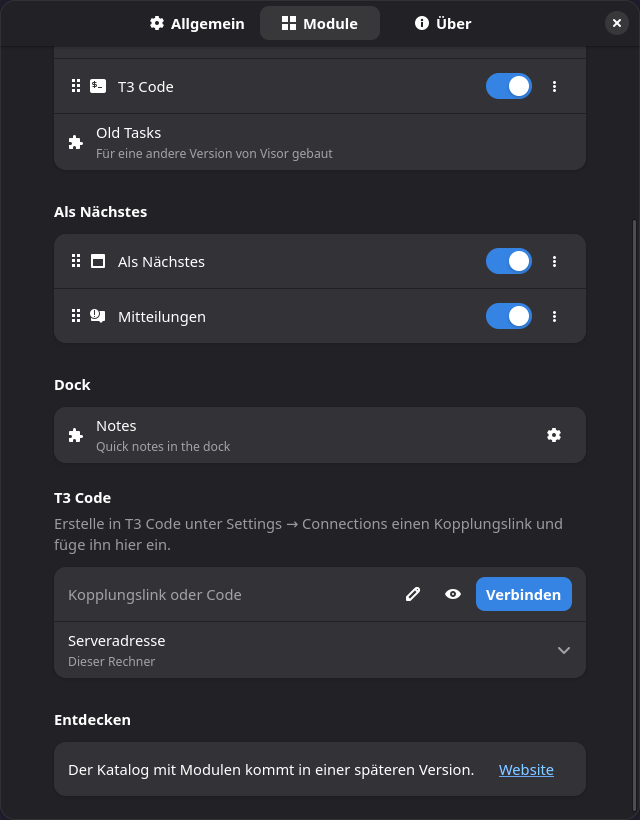 Allgemein
Module
Über
T3 Code
Old Tasks
Für eine andere Version von Visor gebaut
Als Nächstes
Als Nächstes
Mitteilungen
Dock
Notes
Quick notes in the dock
T3 Code
Erstelle in T3 Code unter Settings → Connections einen Kopplungslink und
füge ihn hier ein.
Kopplungslink oder Code
Verbinden
Serveradresse
Dieser Rechner
Entdecken
Der Katalog mit Modulen kommt in einer späteren Version. Website